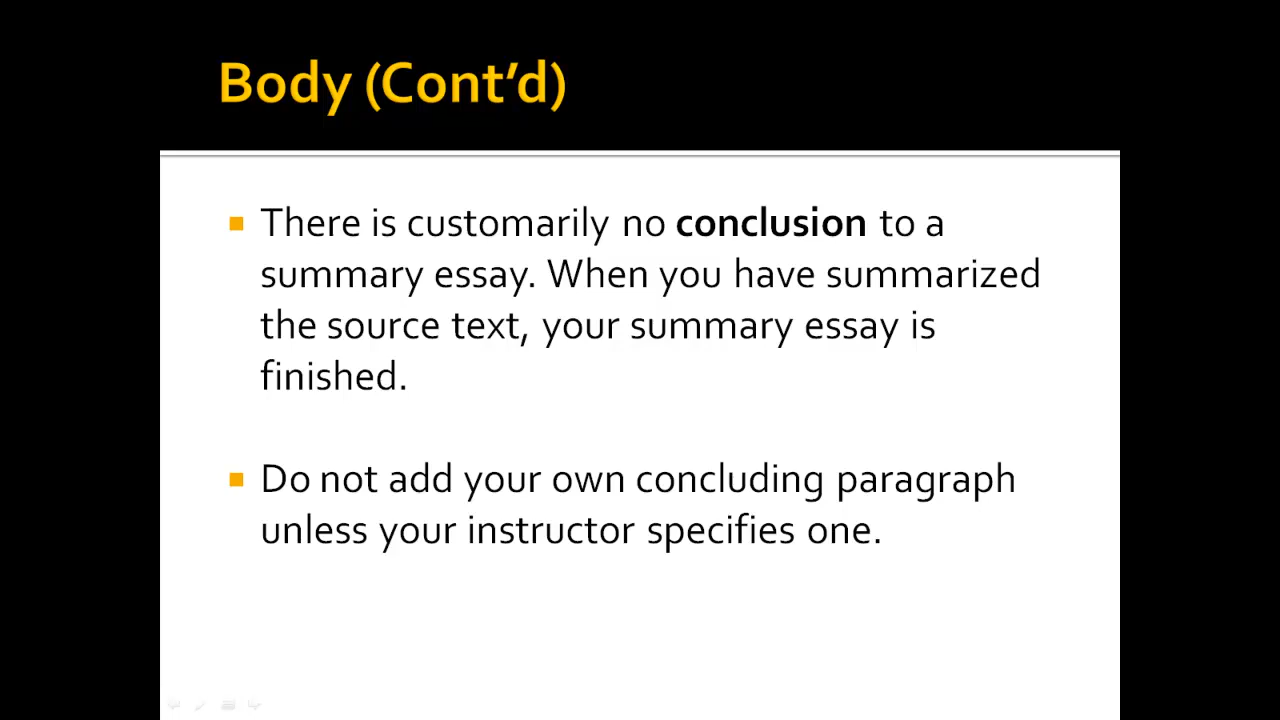 Body (Cont’d)
There is customarily no conclusion to a
summary essay. When you have summarized
the source text, your summary essay is
finished.
Do not add your own concluding paragraph
unless your instructor specifies one.